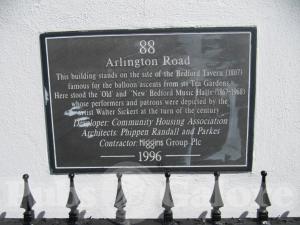 88
Arlington Road
This building stands on the site of the Bedford Tavern (1807)
famous for the balloon ascents from its Tea Gardens.
Here stood the 'Old' and 'New' Bedford Music Halls (1867-1968)
whose performers and patrons were depicted by the
artist Walter Sickert at the turn of the century
Developer: Community Housing Association
Architects: Phippen Randall and Parkes
Contractor: Higgins Group Plc
1996